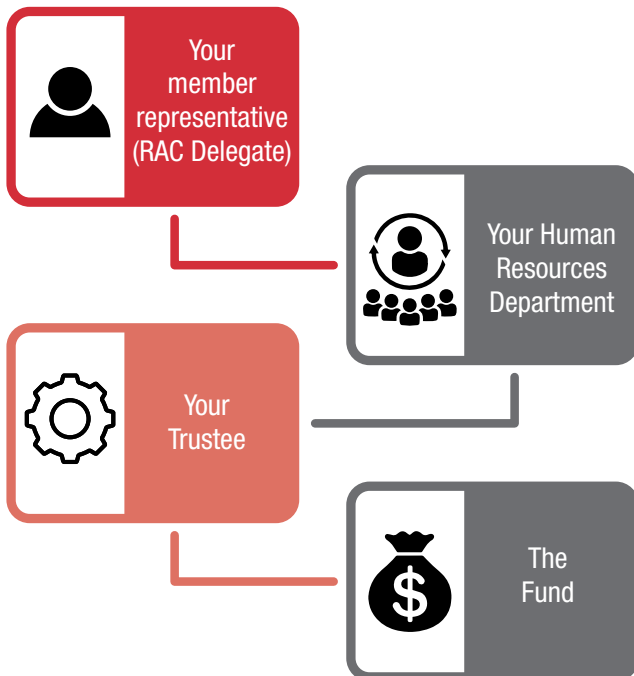 Your
member
representative
(RAC Delegate)
Your Human
Resources
Department
Your
Trustee
$
The
Fund